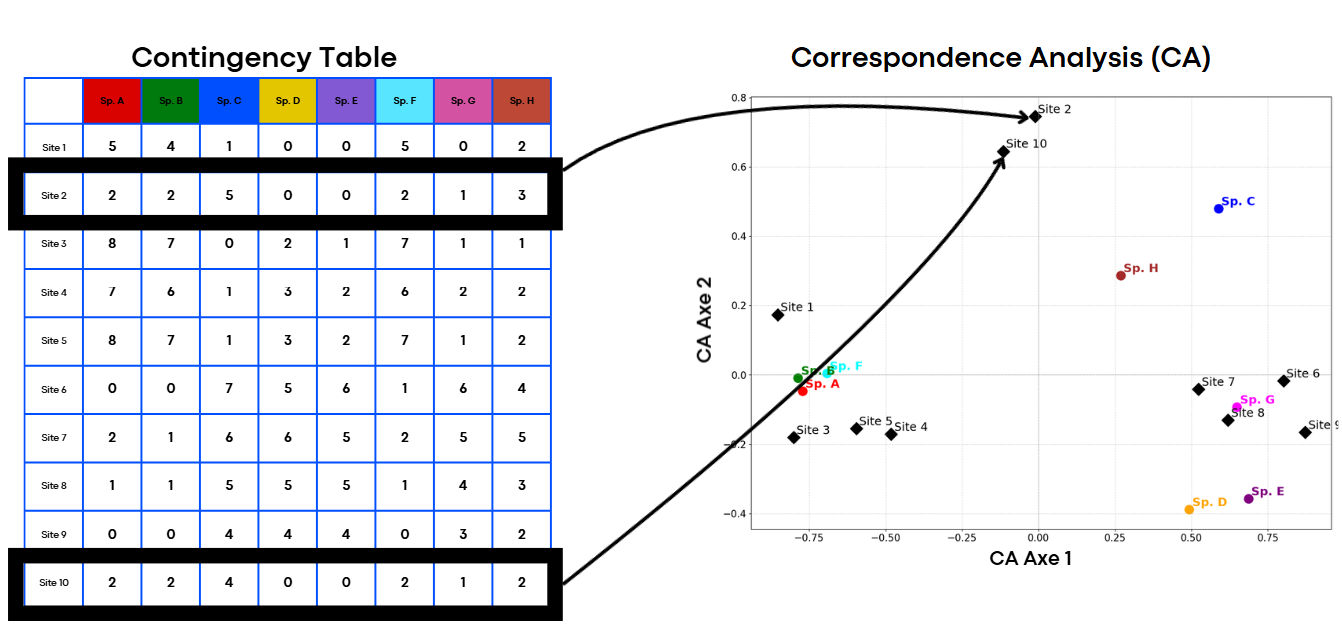 Contingency Table
Sp. A Sp. B Sp. C Sp. D Sp. E Sp. F Sp. G Sp. H
Site 1 5 4 1 0 0 5 0 2
Site 2 2 2 5 0 0 2 1 3
Site 3 8 7 0 2 1 7 1 1
Site 4 7 6 1 3 2 6 2 2
Site 5 8 7 1 3 2 7 1 2
Site 6 0 0 7 5 6 1 6 4
Site 7 2 1 6 6 5 2 5 5
Site 8 1 1 5 5 5 1 4 3
Site 9 0 0 4 4 4 0 3 2
Site 10 2 2 4 0 0 2 1 2
Correspondence Analysis (CA)
0.8
0.6
0.4
0.2
0.0
−0.2
−0.4
CA Axe 2
Site 2
Site 10
Sp. C
Sp. H
Site 1
Sp. F
Sp. B
Sp. A
Site 6
Site 7
Sp. G
Site 8
Site 5
Site 4
Site 3
Site 9
Sp. E
Sp. D
−0.75 −0.50 −0.25 0.00 0.25 0.50 0.75
CA Axe 1